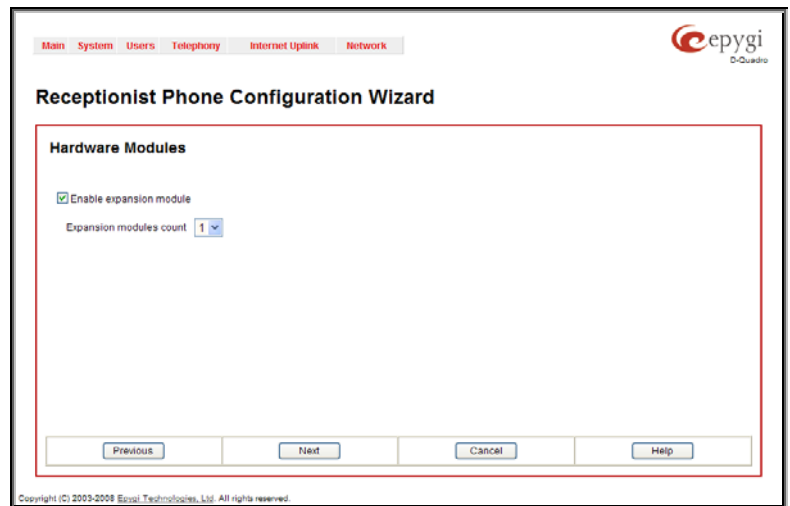 Main System Users Telephony Internet Uplink Network
epygi
D-Quadro
Receptionist Phone Configuration Wizard
Hardware Modules
Enable expansion module
Expansion modules count 1
Previous Next Cancel Help
Copyright (C) 2003-2008 Epygi Technologies, Ltd. All rights reserved.